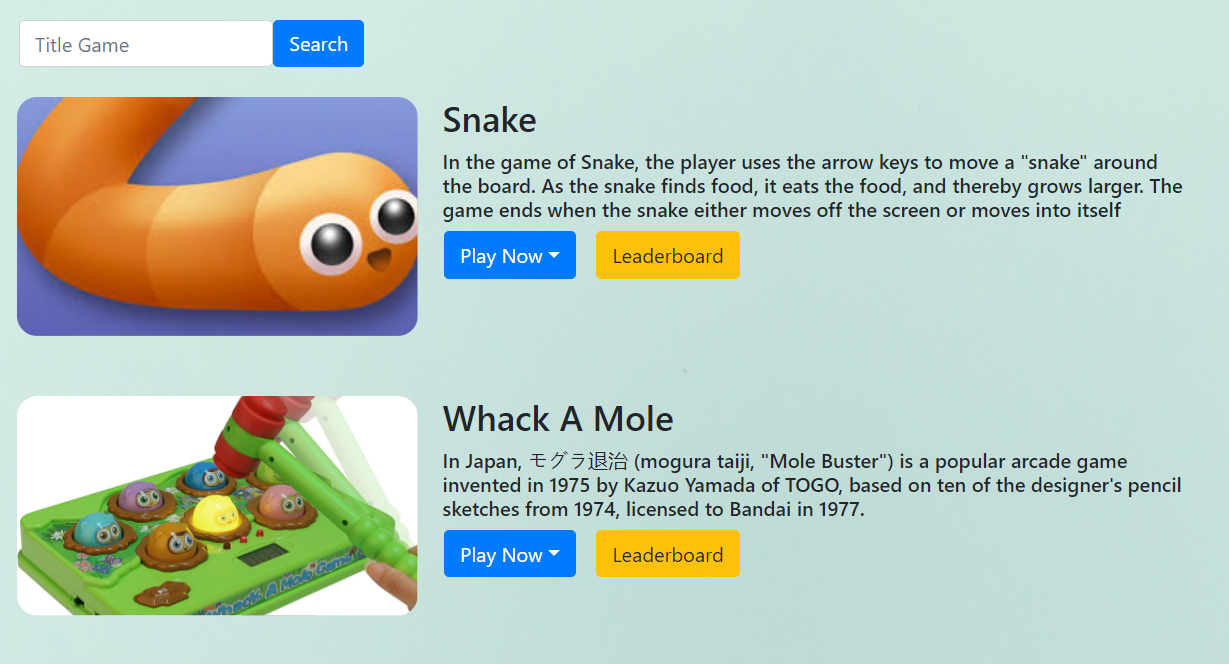 Title Game
Search
Snake
In the game of Snake, the player uses the arrow keys to move a "snake" around
the board. As the snake finds food, it eats the food, and thereby grows larger. The
game ends when the snake either moves off the screen or moves into itself
Play Now
Leaderboard
Whack A Mole
In Japan, モグラ退治 (mogura taiji, "Mole Buster") is a popular arcade game
invented in 1975 by Kazuo Yamada of TOGO, based on ten of the designer's pencil
sketches from 1974, licensed to Bandai in 1977.
Whack A Mole Game
Play Now
Leaderboard